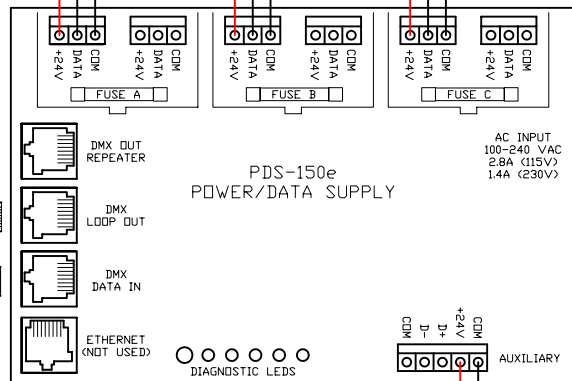 +24V DATA COM +24V DATA COM
FUSE A
+24V DATA COM +24V DATA COM
FUSE B
+24V DATA COM +24V DATA COM
FUSE C
DMX OUT
REPEATER
DMX
LOOP OUT
DMX
DATA IN
ETHERNET
(NOT USED)
PDS-150e
POWER/DATA SUPPLY
AC INPUT
100-240 VAC
2.8A (115V)
1.4A (230V)
DIAGNOSTIC LEDS
COM D- D+ +24V COM
AUXILIARY